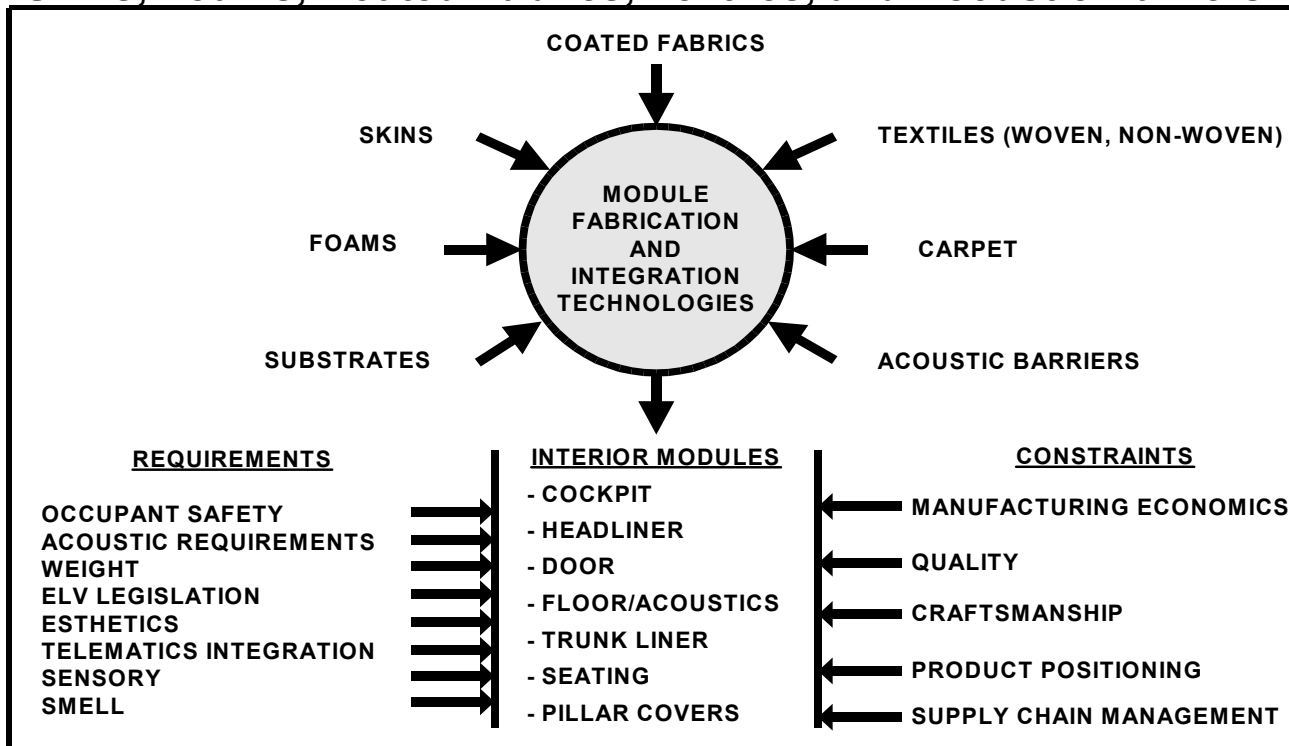 COATED FABRICS
SKINS
TEXTILES (WOVEN, NON-WOVEN)
MODULE
FABRICATION
AND
INTEGRATION
TECHNOLOGIES
FOAMS
CARPET
SUBSTRATES
ACOUSTIC BARRIERS
REQUIREMENTS
OCCUPANT SAFETY
ACOUSTIC REQUIREMENTS
WEIGHT
ELV LEGISLATION
ESTHETICS
TELEMATICS INTEGRATION
SENSORY
SMELL
INTERIOR MODULES
- COCKPIT
- HEADLINER
- DOOR
- FLOOR/ACOUSTICS
- TRUNK LINER
- SEATING
- PILLAR COVERS
CONSTRAINTS
MANUFACTURING ECONOMICS
QUALITY
CRAFTSMANSHIP
PRODUCT POSITIONING
SUPPLY CHAIN MANAGEMENT